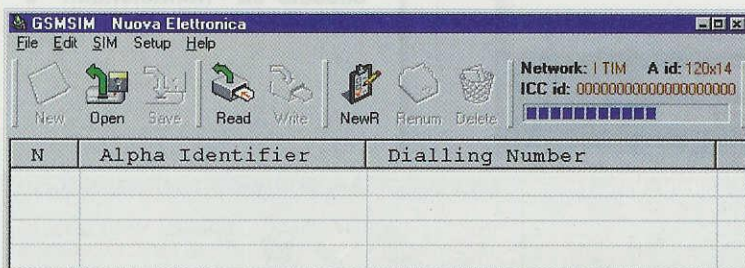 GSMSIM Nuova Elettronica
File Edit SIM Setup Help
Network: I TIM A id: 120x14
ICC id: 00000000000000000000
New Open Save Read Write NewR Renum Delete
N Alpha Identifier Dialling Number